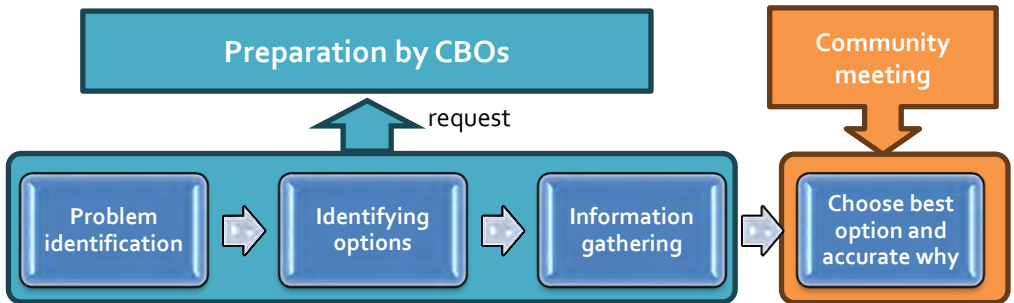 Preparation by CBOs
Community
meeting
request
Problem
identification
Identifying
options
Information
gathering
Choose best
option and
accurate why